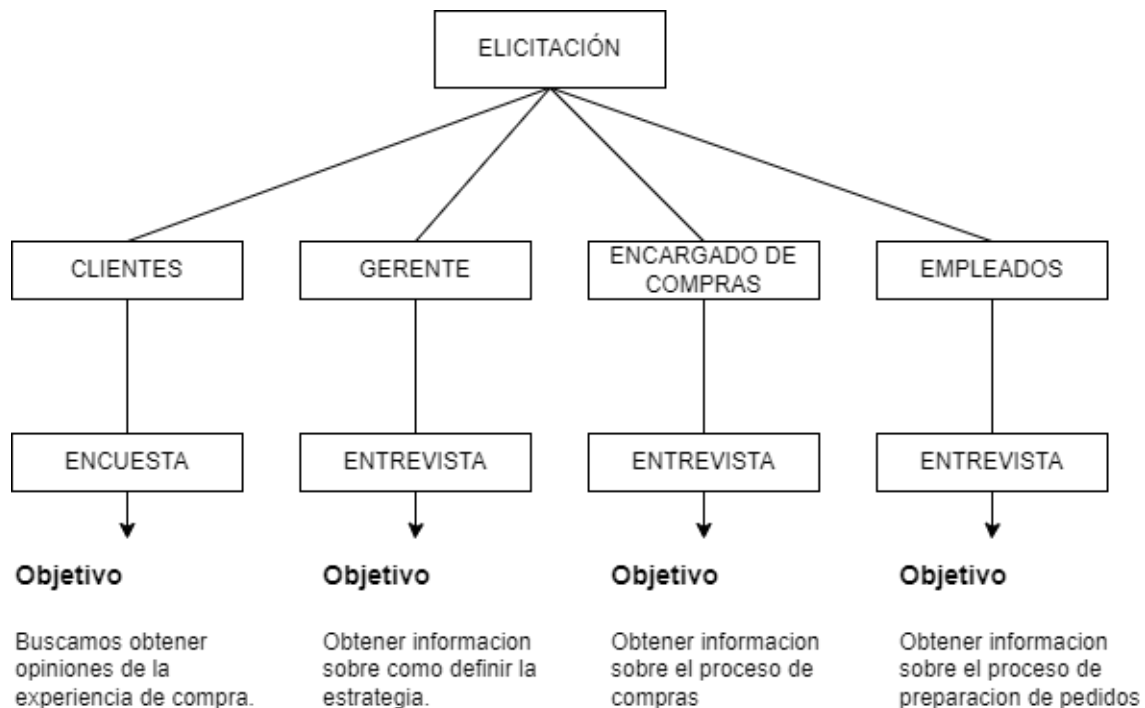 ELICITACIÓN
CLIENTES
GERENTE
ENCARGADO DE
COMPRAS
EMPLEADOS
ENCUESTA
ENTREVISTA
ENTREVISTA
ENTREVISTA
Objetivo
Buscamos obtener
opiniones de la
experiencia de compra.
Objetivo
Obtener informacion
sobre como definir la
estrategia.
Objetivo
Obtener informacion
sobre el proceso de
compras
Objetivo
Obtener informacion
sobre el proceso de
preparacion de pedidos